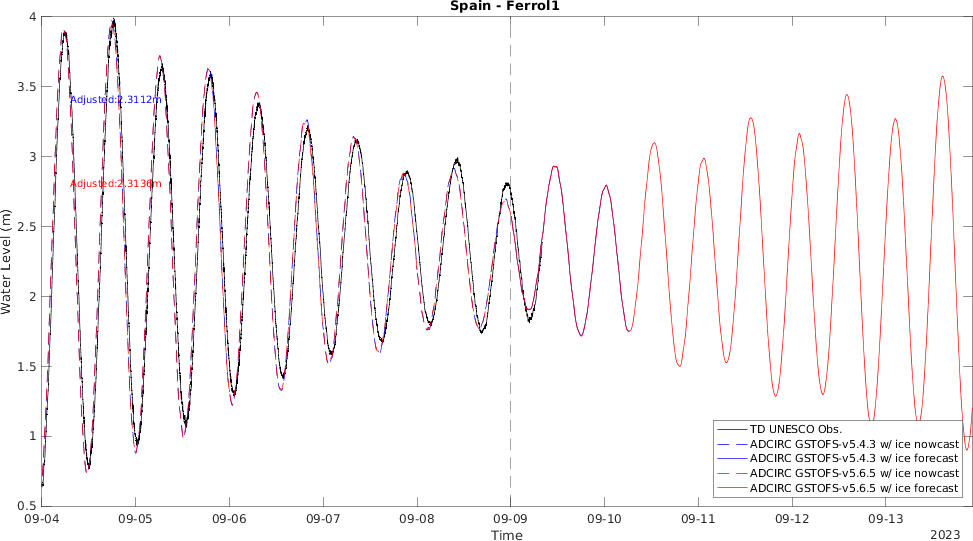 Spain - Ferrol1
4
3.5
3
2.5
2
1.5
1
0.5
Water Level (m)
Adjusted:2.3112m
Adjusted:2.3136m
TD UNESCO Obs.
ADCIRC GSTOFS-v5.4.3 w/ ice nowcast
ADCIRC GSTOFS-v5.4.3 w/ ice forecast
ADCIRC GSTOFS-v5.6.5 w/ ice nowcast
ADCIRC GSTOFS-v5.6.5 w/ ice forecast
09-04 09-05 09-06 09-07 09-08 09-09 09-10 09-11 09-12 09-13
Time
2023